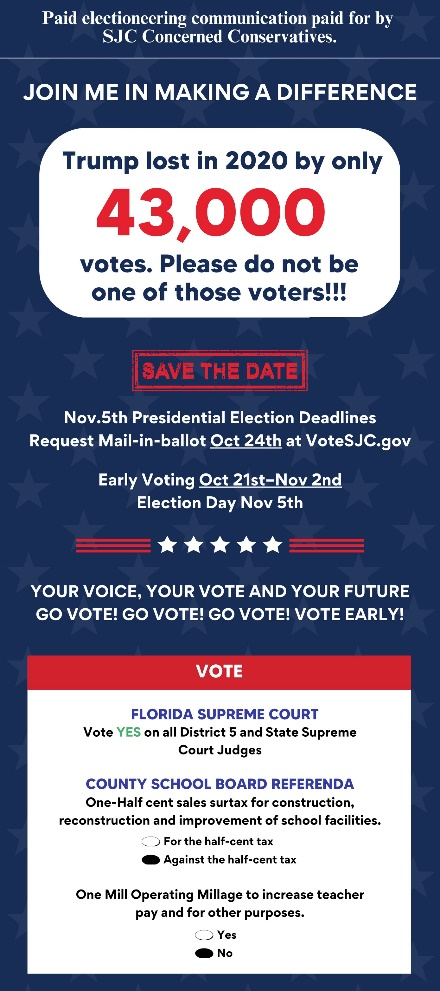 Paid electioneering communication paid for by
SJC Concerned Conservatives.
JOIN ME IN MAKING A DIFFERENCE
Trump lost in 2020 by only
43,000
votes. Please do not be
one of those voters!!!
SAVE THE DATE
Nov.5th Presidential Election Deadlines
Request Mail-in-ballot Oct 24th at VoteSJC.gov
Early Voting Oct 21st-Nov 2nd
Election Day Nov 5th
YOUR VOICE, YOUR VOTE AND YOUR FUTURE
GO VOTE! GO VOTE! GO VOTE! VOTE EARLY!
VOTE
FLORIDA SUPREME COURT
Vote YES on all District 5 and State Supreme
Court Judges
COUNTY SCHOOL BOARD REFERENDA
One-Half cent sales surtax for construction,
reconstruction and improvement of school facilities.
For the half-cent tax
Against the half-cent tax
One Mill Operating Millage to increase teacher
pay and for other purposes.
Yes
No